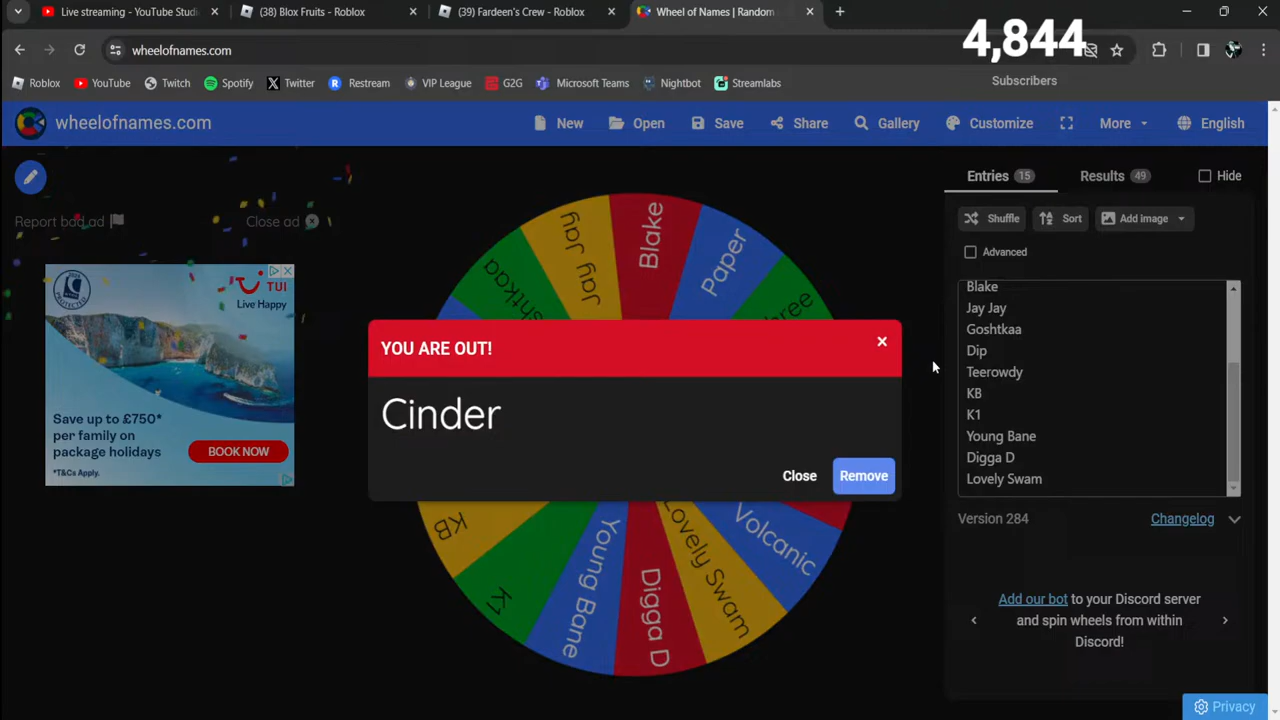 Live streaming - YouTube Studi
(38) Blox Fruits - Roblox
(39) Fardeen's Crew - Roblox
Wheel of Names | Random
wheelofnames.com
4,844
Subscribers
Roblox
YouTube
Twitch
Spotify
Twitter
Restream
VIP League
G2G
Microsoft Teams
Nightbot
Streamlabs
wheelofnames.com
New
Open
Save
Share
Gallery
Customize
More
English
Report bad ad
Close ad
TUI
Live Happy
Save up to £750*
per family on
package holidays
BOOK NOW
*T&Cs Apply.
Jay Jay
Blake
Paper
YOU ARE OUT!
Cinder
Close
Remove
KB
K1
Young Bane
Digga D
Lovely Swam
Volcanic
Entries 15
Results 49
Hide
Shuffle
Sort
Add image
Advanced
Blake
Jay Jay
Goshtkaa
Dip
Teerowdy
KB
K1
Young Bane
Digga D
Lovely Swam
Version 284
Changelog
Add our bot to your Discord server
and spin wheels from within
Discord!
Privacy